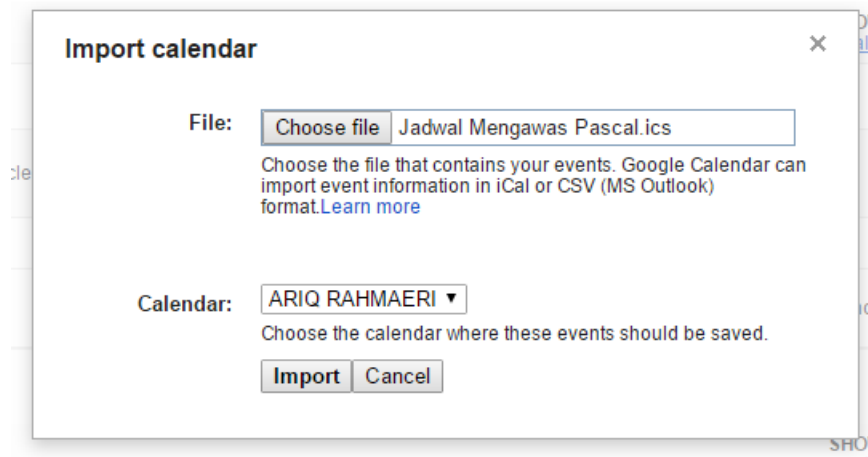 Import calendar ×
File: Choose file Jadwal Mengawas Pascal.ics
Choose the file that contains your events. Google Calendar can
import event information in iCal or CSV (MS Outlook)
format.Learn more
Calendar: ARIQ RAHMAERI ▼
Choose the calendar where these events should be saved.
Import Cancel
SHO